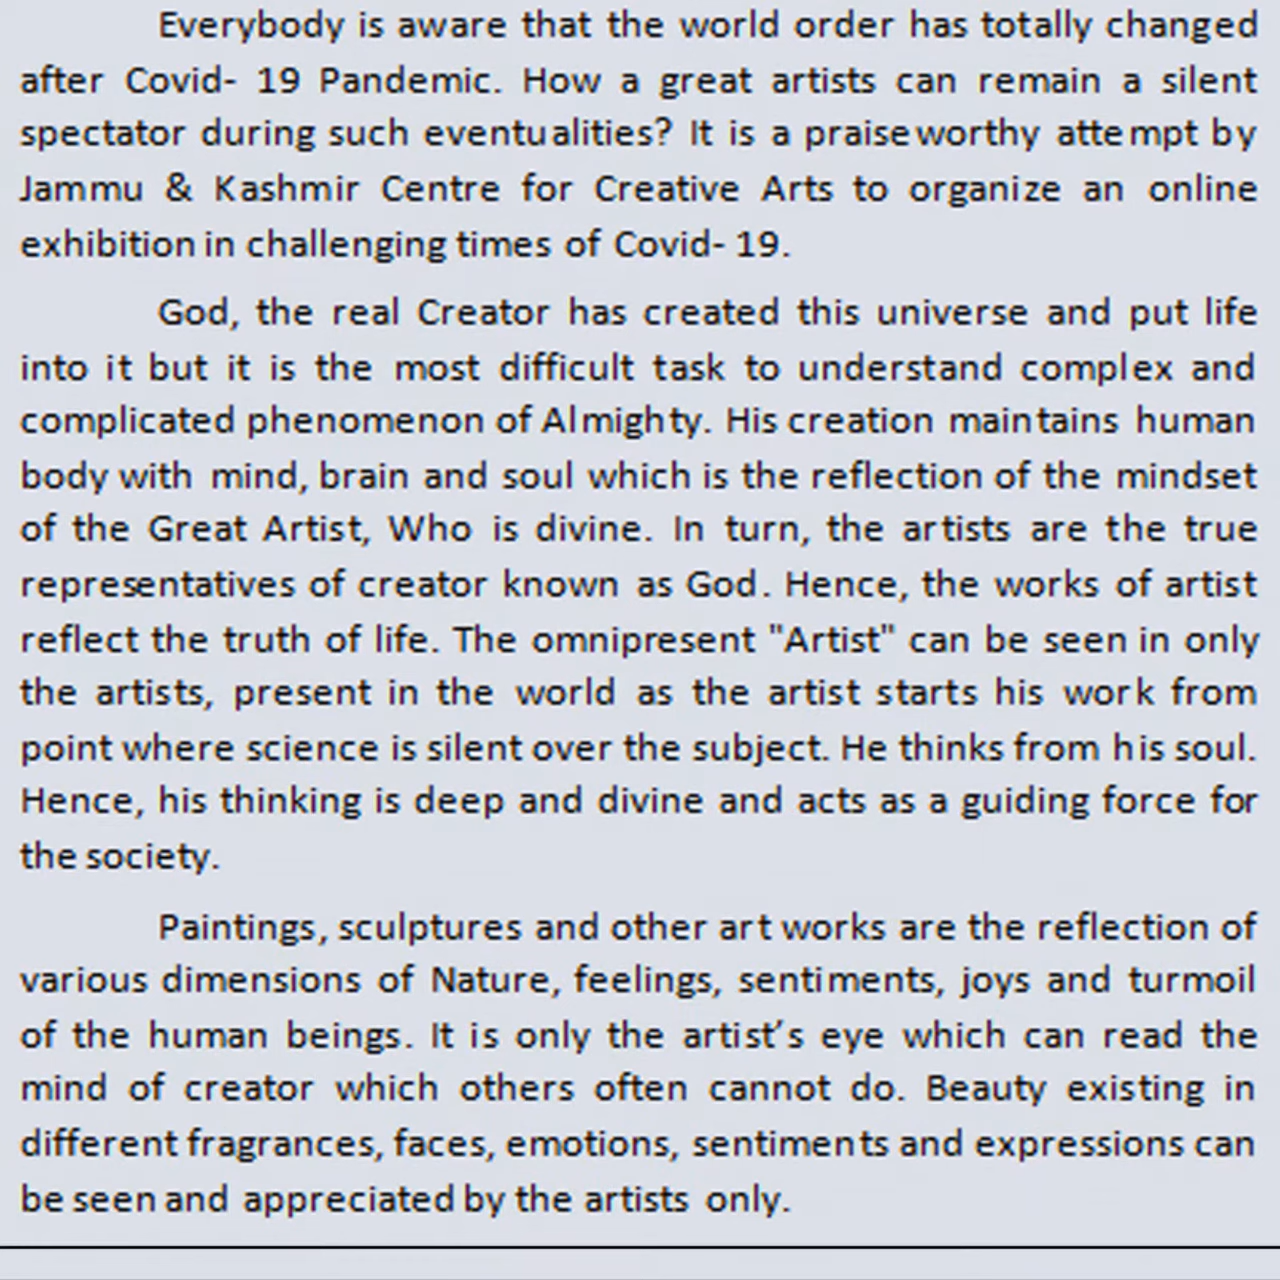 Everybody is aware that the world order has totally changed
after Covid- 19 Pandemic. How a great artists can remain a silent
spectator during such eventualities? It is a praiseworthy attempt by
Jammu & Kashmir Centre for Creative Arts to organize an online
exhibition in challenging times of Covid- 19.
God, the real Creator has created this universe and put life
into it but it is the most difficult task to understand complex and
complicated phenomenon of Almighty. His creation maintains human
body with mind, brain and soul which is the reflection of the mindset
of the Great Artist, Who is divine. In turn, the artists are the true
representatives of creator known as God. Hence, the works of artist
reflect the truth of life. The omnipresent "Artist" can be seen in only
the artists, present in the world as the artist starts his work from
point where science is silent over the subject. He thinks from his soul.
Hence, his thinking is deep and divine and acts as a guiding force for
the society.
Paintings, sculptures and other art works are the reflection of
various dimensions of Nature, feelings, sentiments, joys and turmoil
of the human beings. It is only the artist’s eye which can read the
mind of creator which others often cannot do. Beauty existing in
different fragrances, faces, emotions, sentiments and expressions can
be seen and appreciated by the artists only.